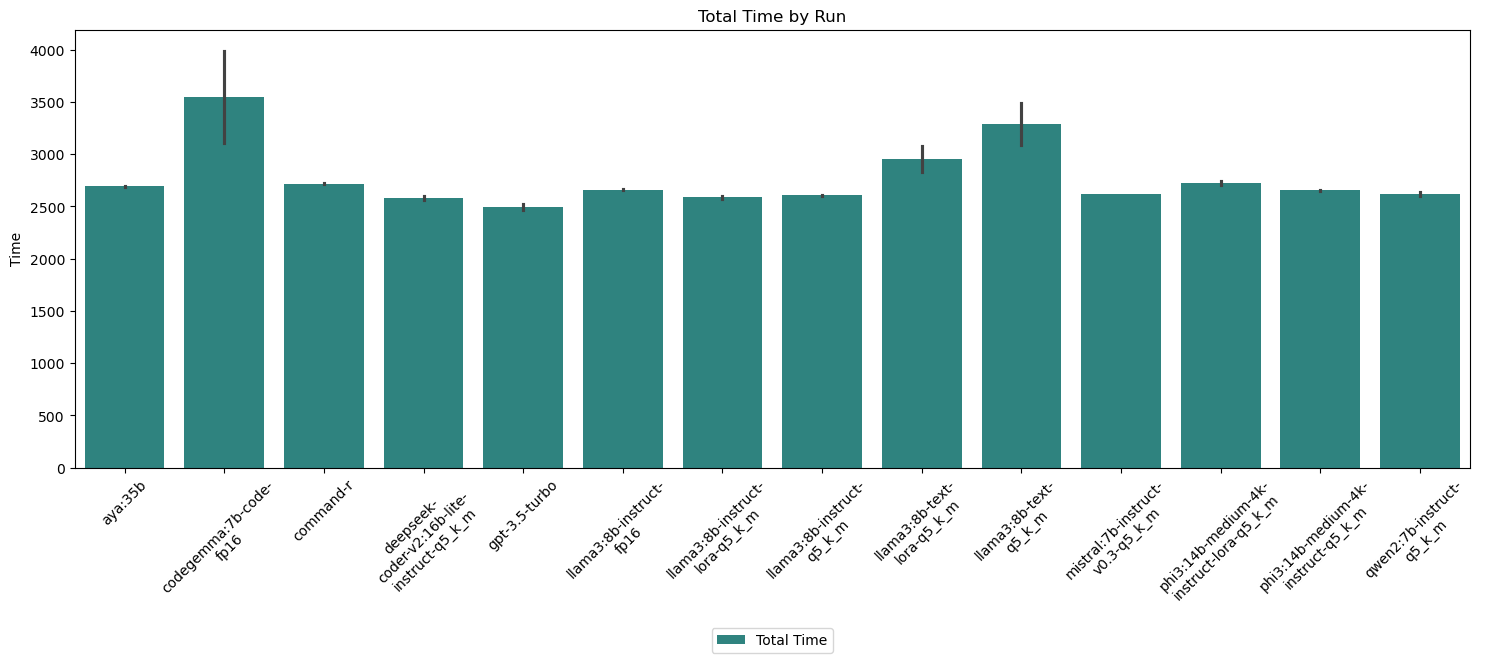 Total Time by Run
Time
4000
3500
3000
2500
2000
1500
1000
500
0
aya:35b
codegemma:7b-code-
fp16
command-r
deepseek-
coder-v2:16b-lite-
instruct-q5_k_m
gpt-3.5-turbo
llama3:8b-instruct-
fp16
llama3:8b-instruct-
lora-q5_k_m
llama3:8b-instruct-
q5_k_m
llama3:8b-text-
lora-q5_k_m
llama3:8b-text-
q5_k_m
mistral:7b-instruct-
v0.3-q5_k_m
phi3:14b-medium-4k-
instruct-lora-q5_k_m
phi3:14b-medium-4k-
instruct-q5_k_m
qwen2:7b-instruct-
q5_k_m
Total Time